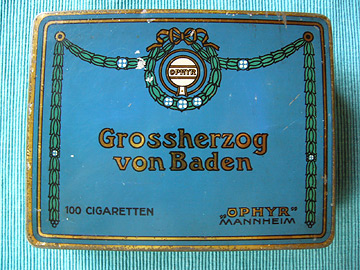 OPHYR
Grossherzog
von Baden
100 CIGARETTEN
„OPHYR“
MANNHEIM